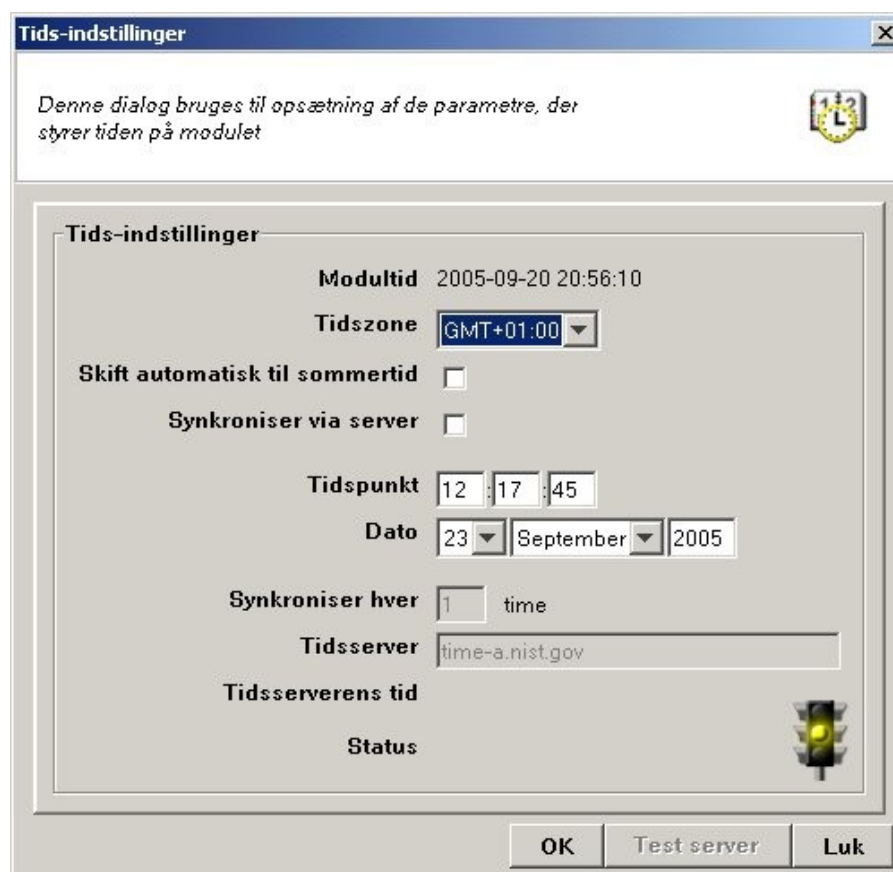 Tids-indstillinger
Denne dialog bruges til opsætning af de parametre, der
styrer tiden på modulet
1 2
Tids-indstillinger
Modultid 2005-09-20 20:56:10
Tidszone GMT+01:00
Skift automatisk til sommertid
Synkroniser via server
Tidspunkt 12 :17 :45
Dato 23 September 2005
Synkroniser hver 1 time
Tidsserver time-a.nist.gov
Tidsserverens tid
Status
OK Test server Luk